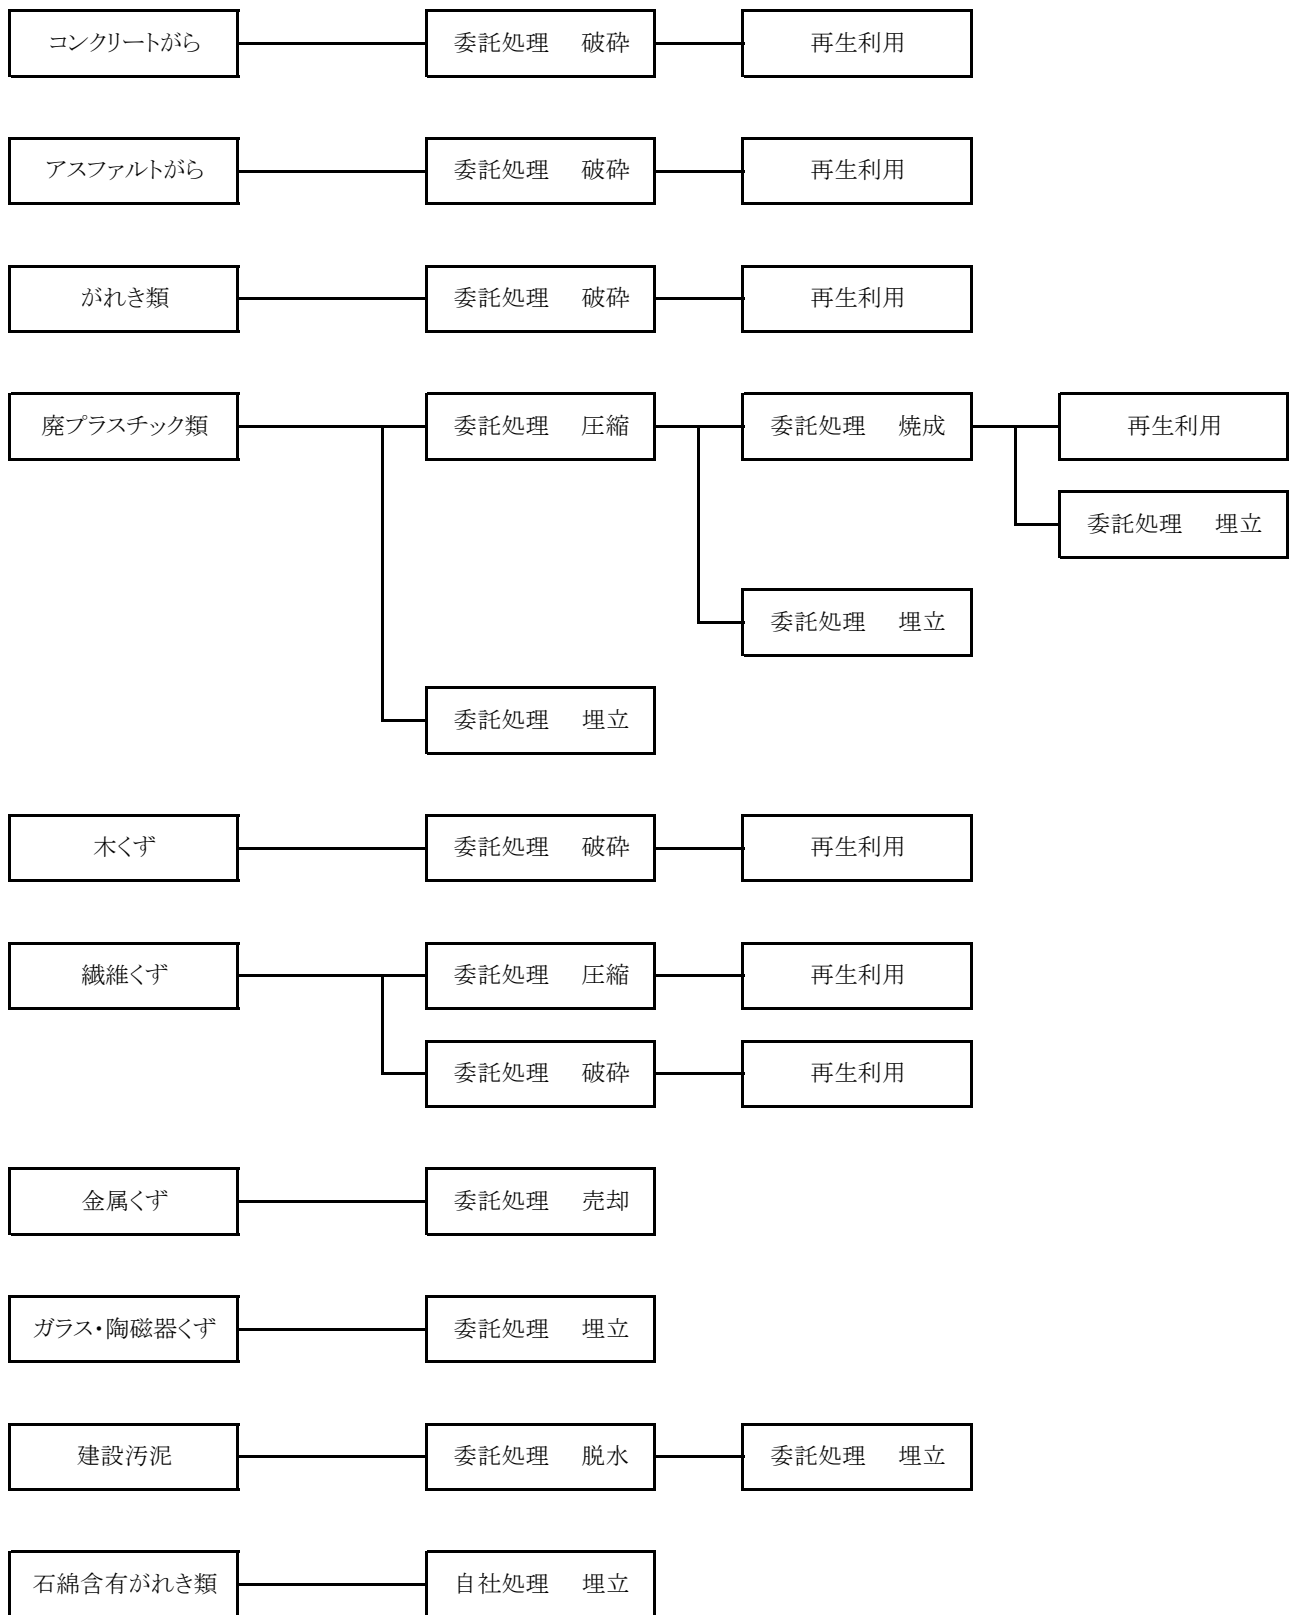 コンクリートがら 委託処理 破砕 再生利用
アスファルトがら 委託処理 破砕 再生利用
がれき類 委託処理 破砕 再生利用
廃プラスチック類 委託処理 圧縮 委託処理 焼成 再生利用
委託処理 埋立
委託処理 埋立
委託処理 埋立
木くず 委託処理 破砕 再生利用
繊維くず 委託処理 圧縮 再生利用
委託処理 破砕 再生利用
金属くず 委託処理 売却
ガラス・陶磁器くず 委託処理 埋立
建設汚泥 委託処理 脱水 委託処理 埋立
石綿含有がれき類 自社処理 埋立